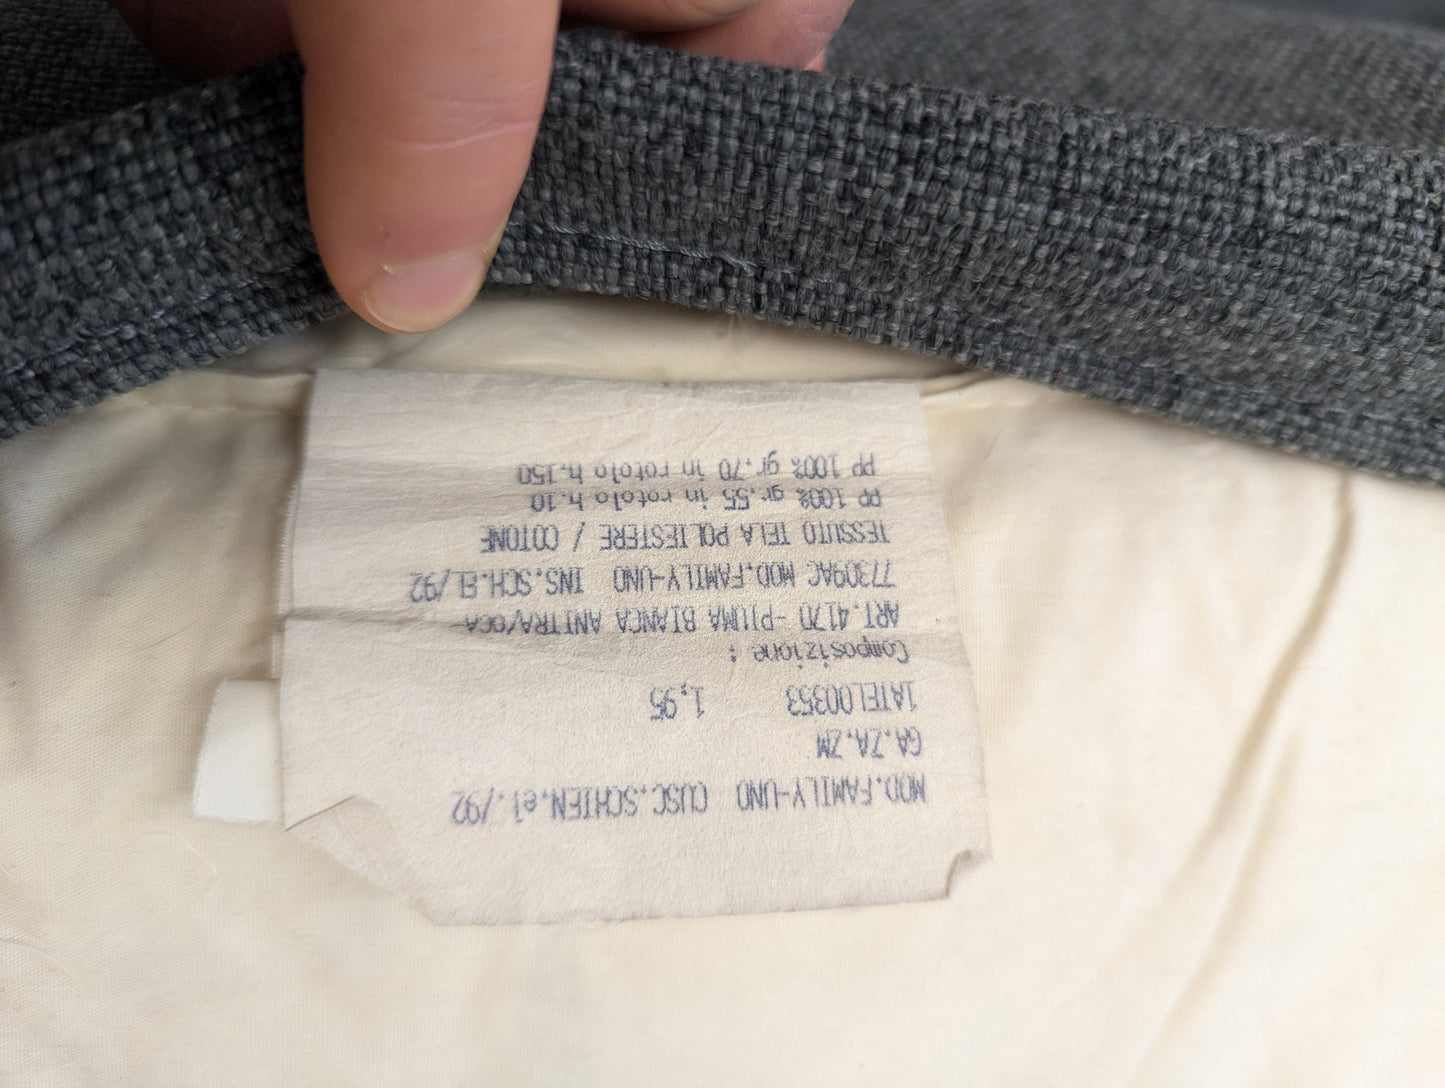 MOD.FAMILY-UNO CUSC.SCHIEN.el./92
GA.ZA.ZM
1ATEL00353 1,95
Composizione :
ART.4170 -PIUMA BIANCA ANITRA/OCA
77309AC MOD.FAMILY-UNO INS.SCH.EL/92
TESSUTO TELA POLIESTERE / COTONE
PP 100% gr.55 in rotolo h.10
PP 100% gr.70 in rotolo h.150